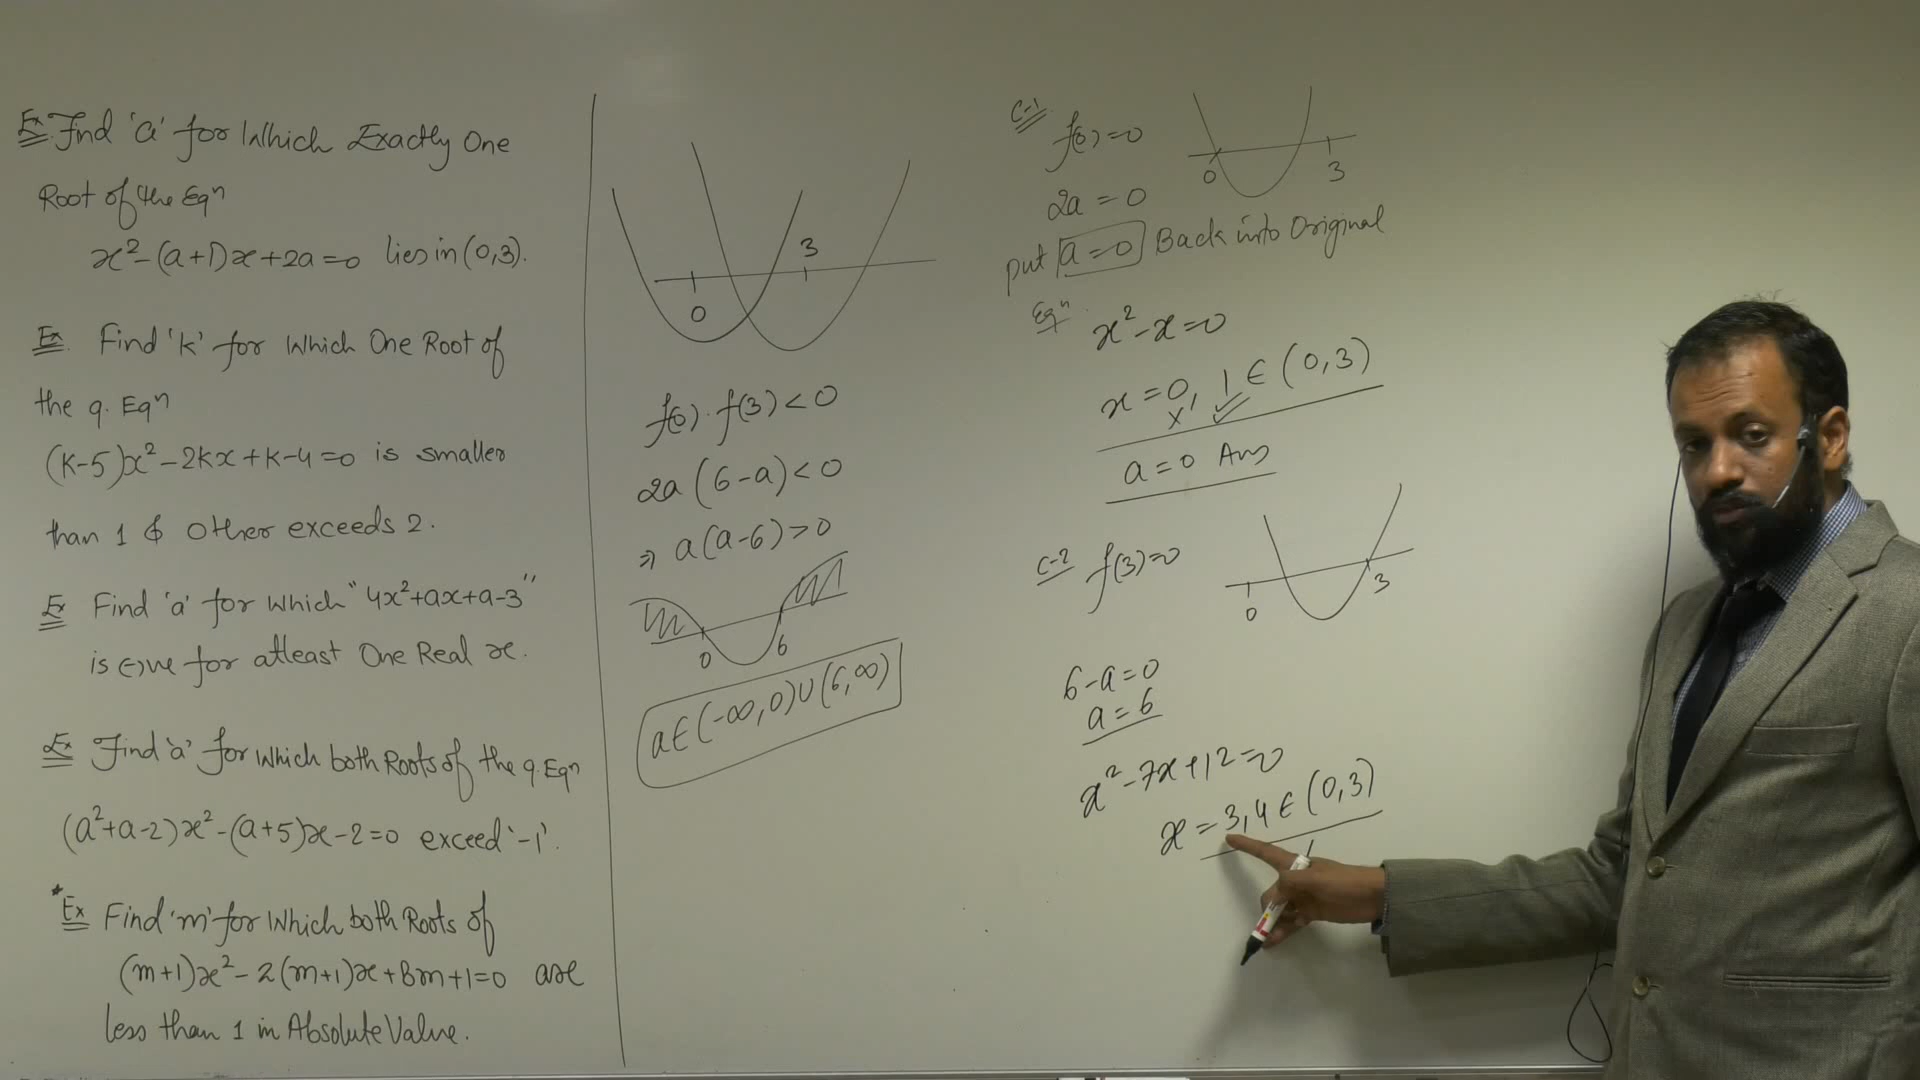 Ex. Find 'a' for Which Exactly One
Root of the Eqⁿ
x²-(a+1)x+2a=0 lies in (0,3).
Ex. Find 'k' for Which One Root of
the q. Eqⁿ
(k-5)x²-2kx+k-4=0 is smaller
than 1 & Other exceeds 2.
Ex Find 'a' for which "4x²+ax+a-3"
is (-)ve for atleast One Real x.
Ex Find 'a' for Which both Roots of the q. Eqⁿ
(a²+a-2)x²-(a+5)x-2=0 exceed '-1'.
*Ex Find 'm' for Which both Roots of
(m+1)x²-2(m+1)x+8m+1=0 are
less than 1 in Absolute Value.
0 3
f(0).f(3)<0
2a(6-a)<0
⇒ a(a-6)>0
0 6
a∈(-∞,0)∪(6,∞)
C-1
f(0)=0
0 3
2a=0
put a=0 Back into Original
Eqⁿ
x²-x=0
x=0, 1 ∈ (0,3)
× ✓
a=0 Ans
C-2 f(3)=0
0 3
6-a=0
a=6
x²-7x+12=0
x=3,4 ∈ (0,3)